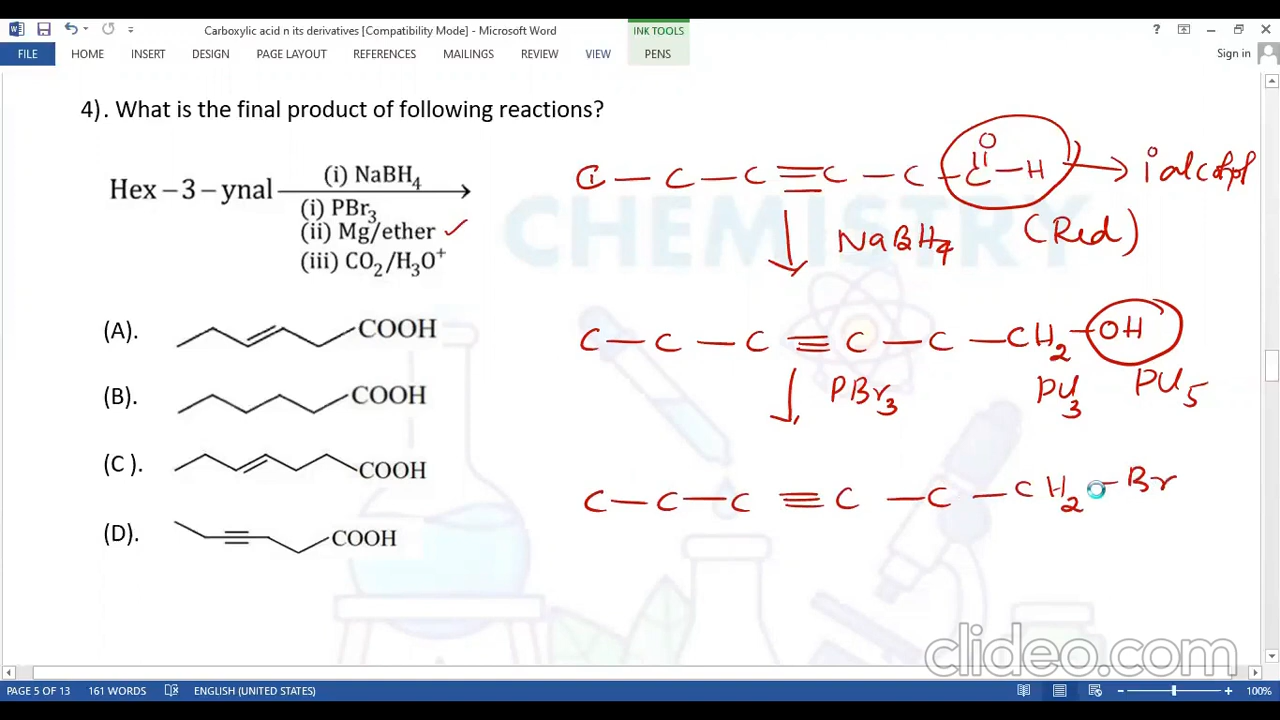 Carboxylic acid n its derivatives [Compatibility Mode] - Microsoft Word
INK TOOLS
?
FILE HOME INSERT DESIGN PAGE LAYOUT REFERENCES MAILINGS REVIEW VIEW PENS
Sign in
4). What is the final product of following reactions?
Hex − 3 − ynal
(i) NaBH₄
(i) PBr₃
(ii) Mg/ether ✓
(iii) CO₂/H₃O⁺
(A). COOH
(B). COOH
(C ). COOH
(D). COOH
CHEMISTRY
O
C — C — C ≡ C — C — C — H → 1° alcohol
NaBH₄ (Red)
C — C — C ≡ C — C — CH₂ — OH
PBr₃ PCl₃ PCl₅
C — C — C ≡ C — C — CH₂ — Br
clideo.com
PAGE 5 OF 13 161 WORDS ENGLISH (UNITED STATES) 100%